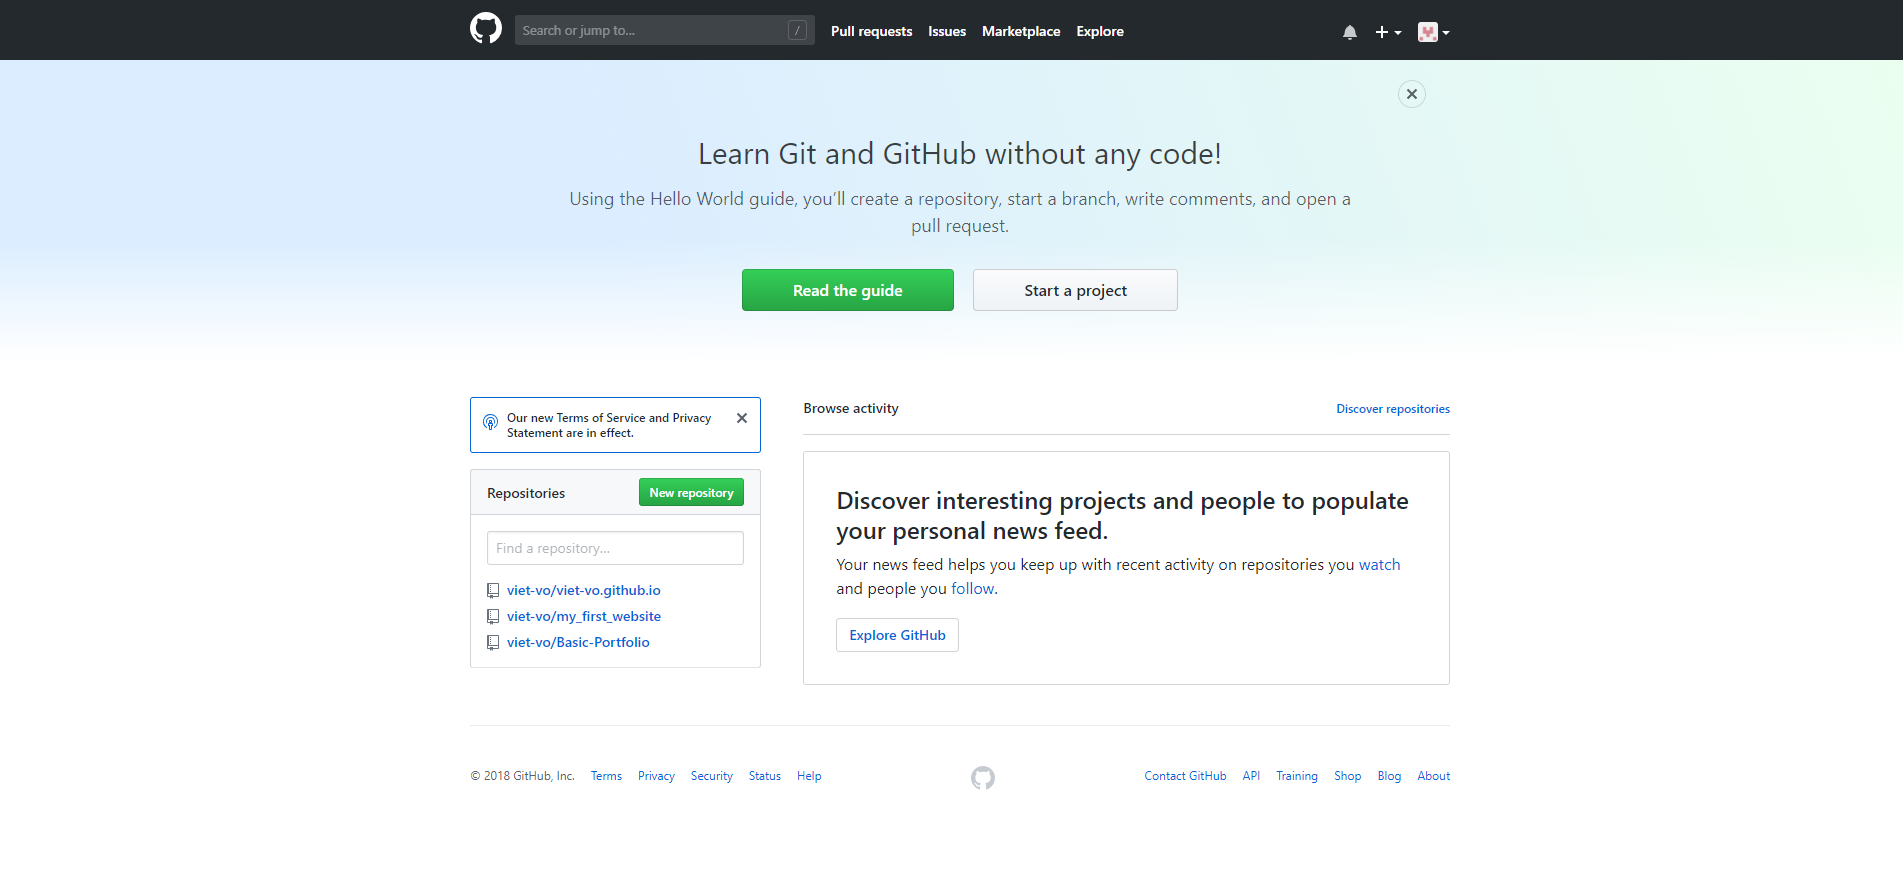 Search or jump to...
/
Pull requests
Issues
Marketplace
Explore
Learn Git and GitHub without any code!
Using the Hello World guide, you’ll create a repository, start a branch, write comments, and open a
pull request.
Read the guide
Start a project
Our new Terms of Service and Privacy
Statement are in effect.
Repositories
New repository
Find a repository...
viet-vo/viet-vo.github.io
viet-vo/my_first_website
viet-vo/Basic-Portfolio
Browse activity
Discover repositories
Discover interesting projects and people to populate
your personal news feed.
Your news feed helps you keep up with recent activity on repositories you watch
and people you follow.
Explore GitHub
© 2018 GitHub, Inc.
Terms
Privacy
Security
Status
Help
Contact GitHub
API
Training
Shop
Blog
About